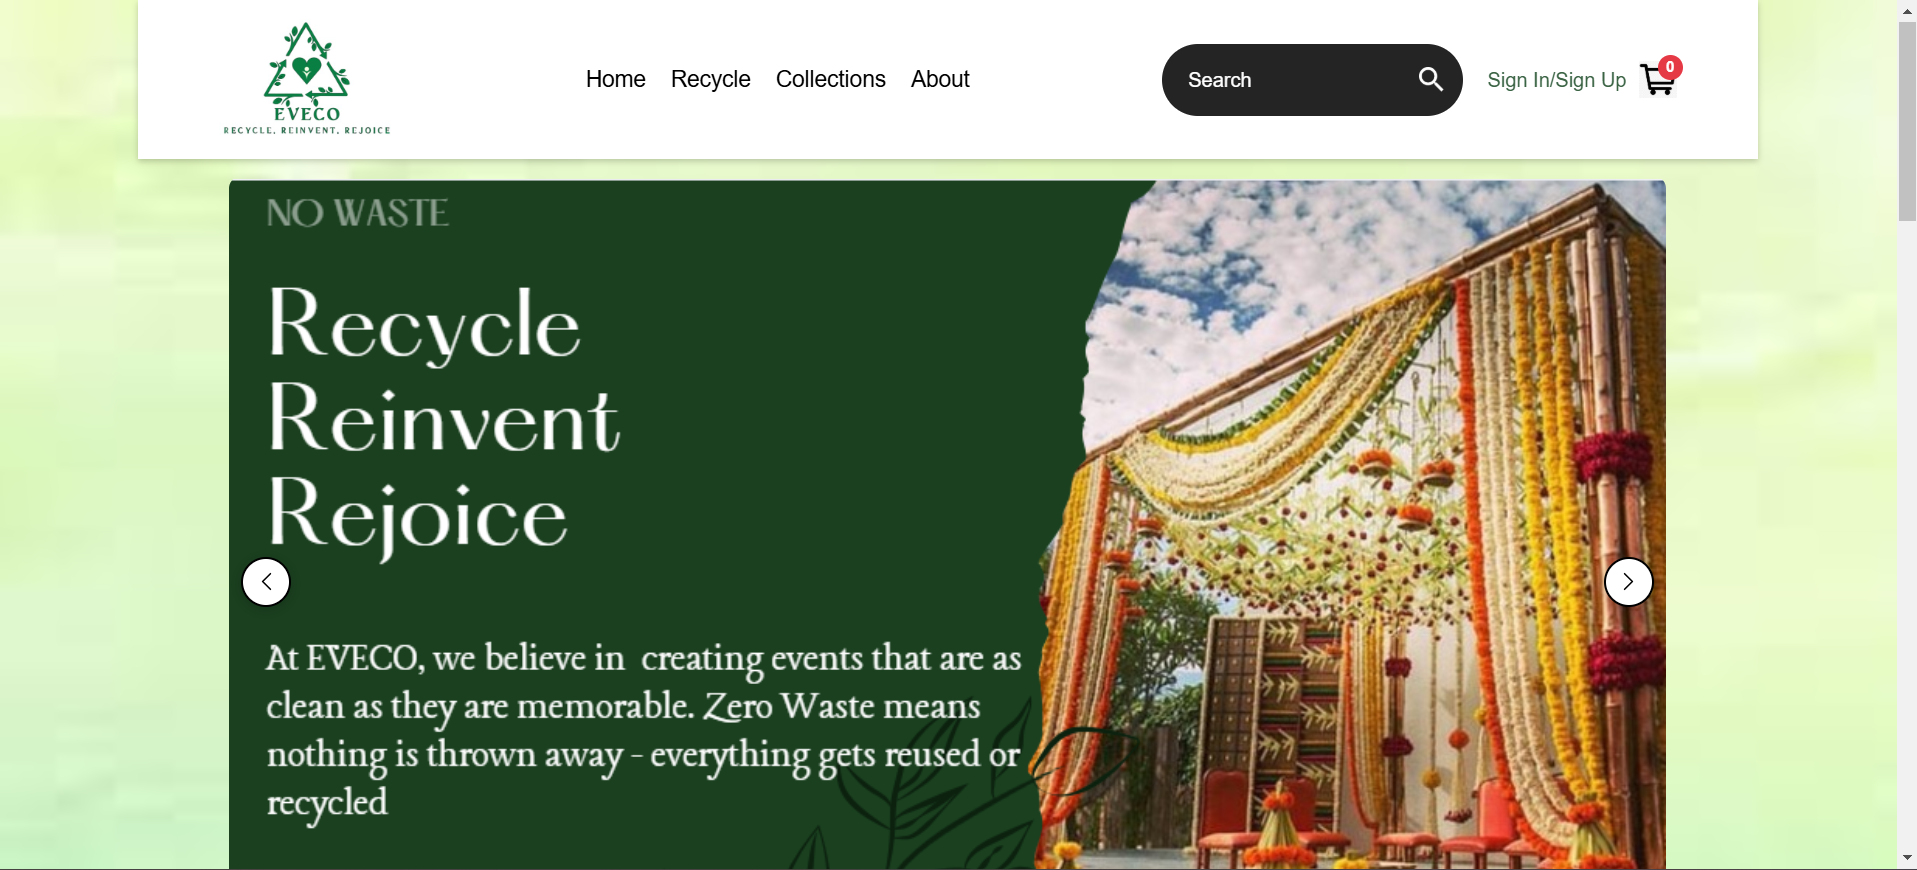 EVECO
RECYCLE, REINVENT, REJOICE
Home Recycle Collections About
Search
Sign In/Sign Up
0
NO WASTE
Recycle
Reinvent
Rejoice
At EVECO, we believe in creating events that are as
clean as they are memorable. Zero Waste means
nothing is thrown away - everything gets reused or
recycled